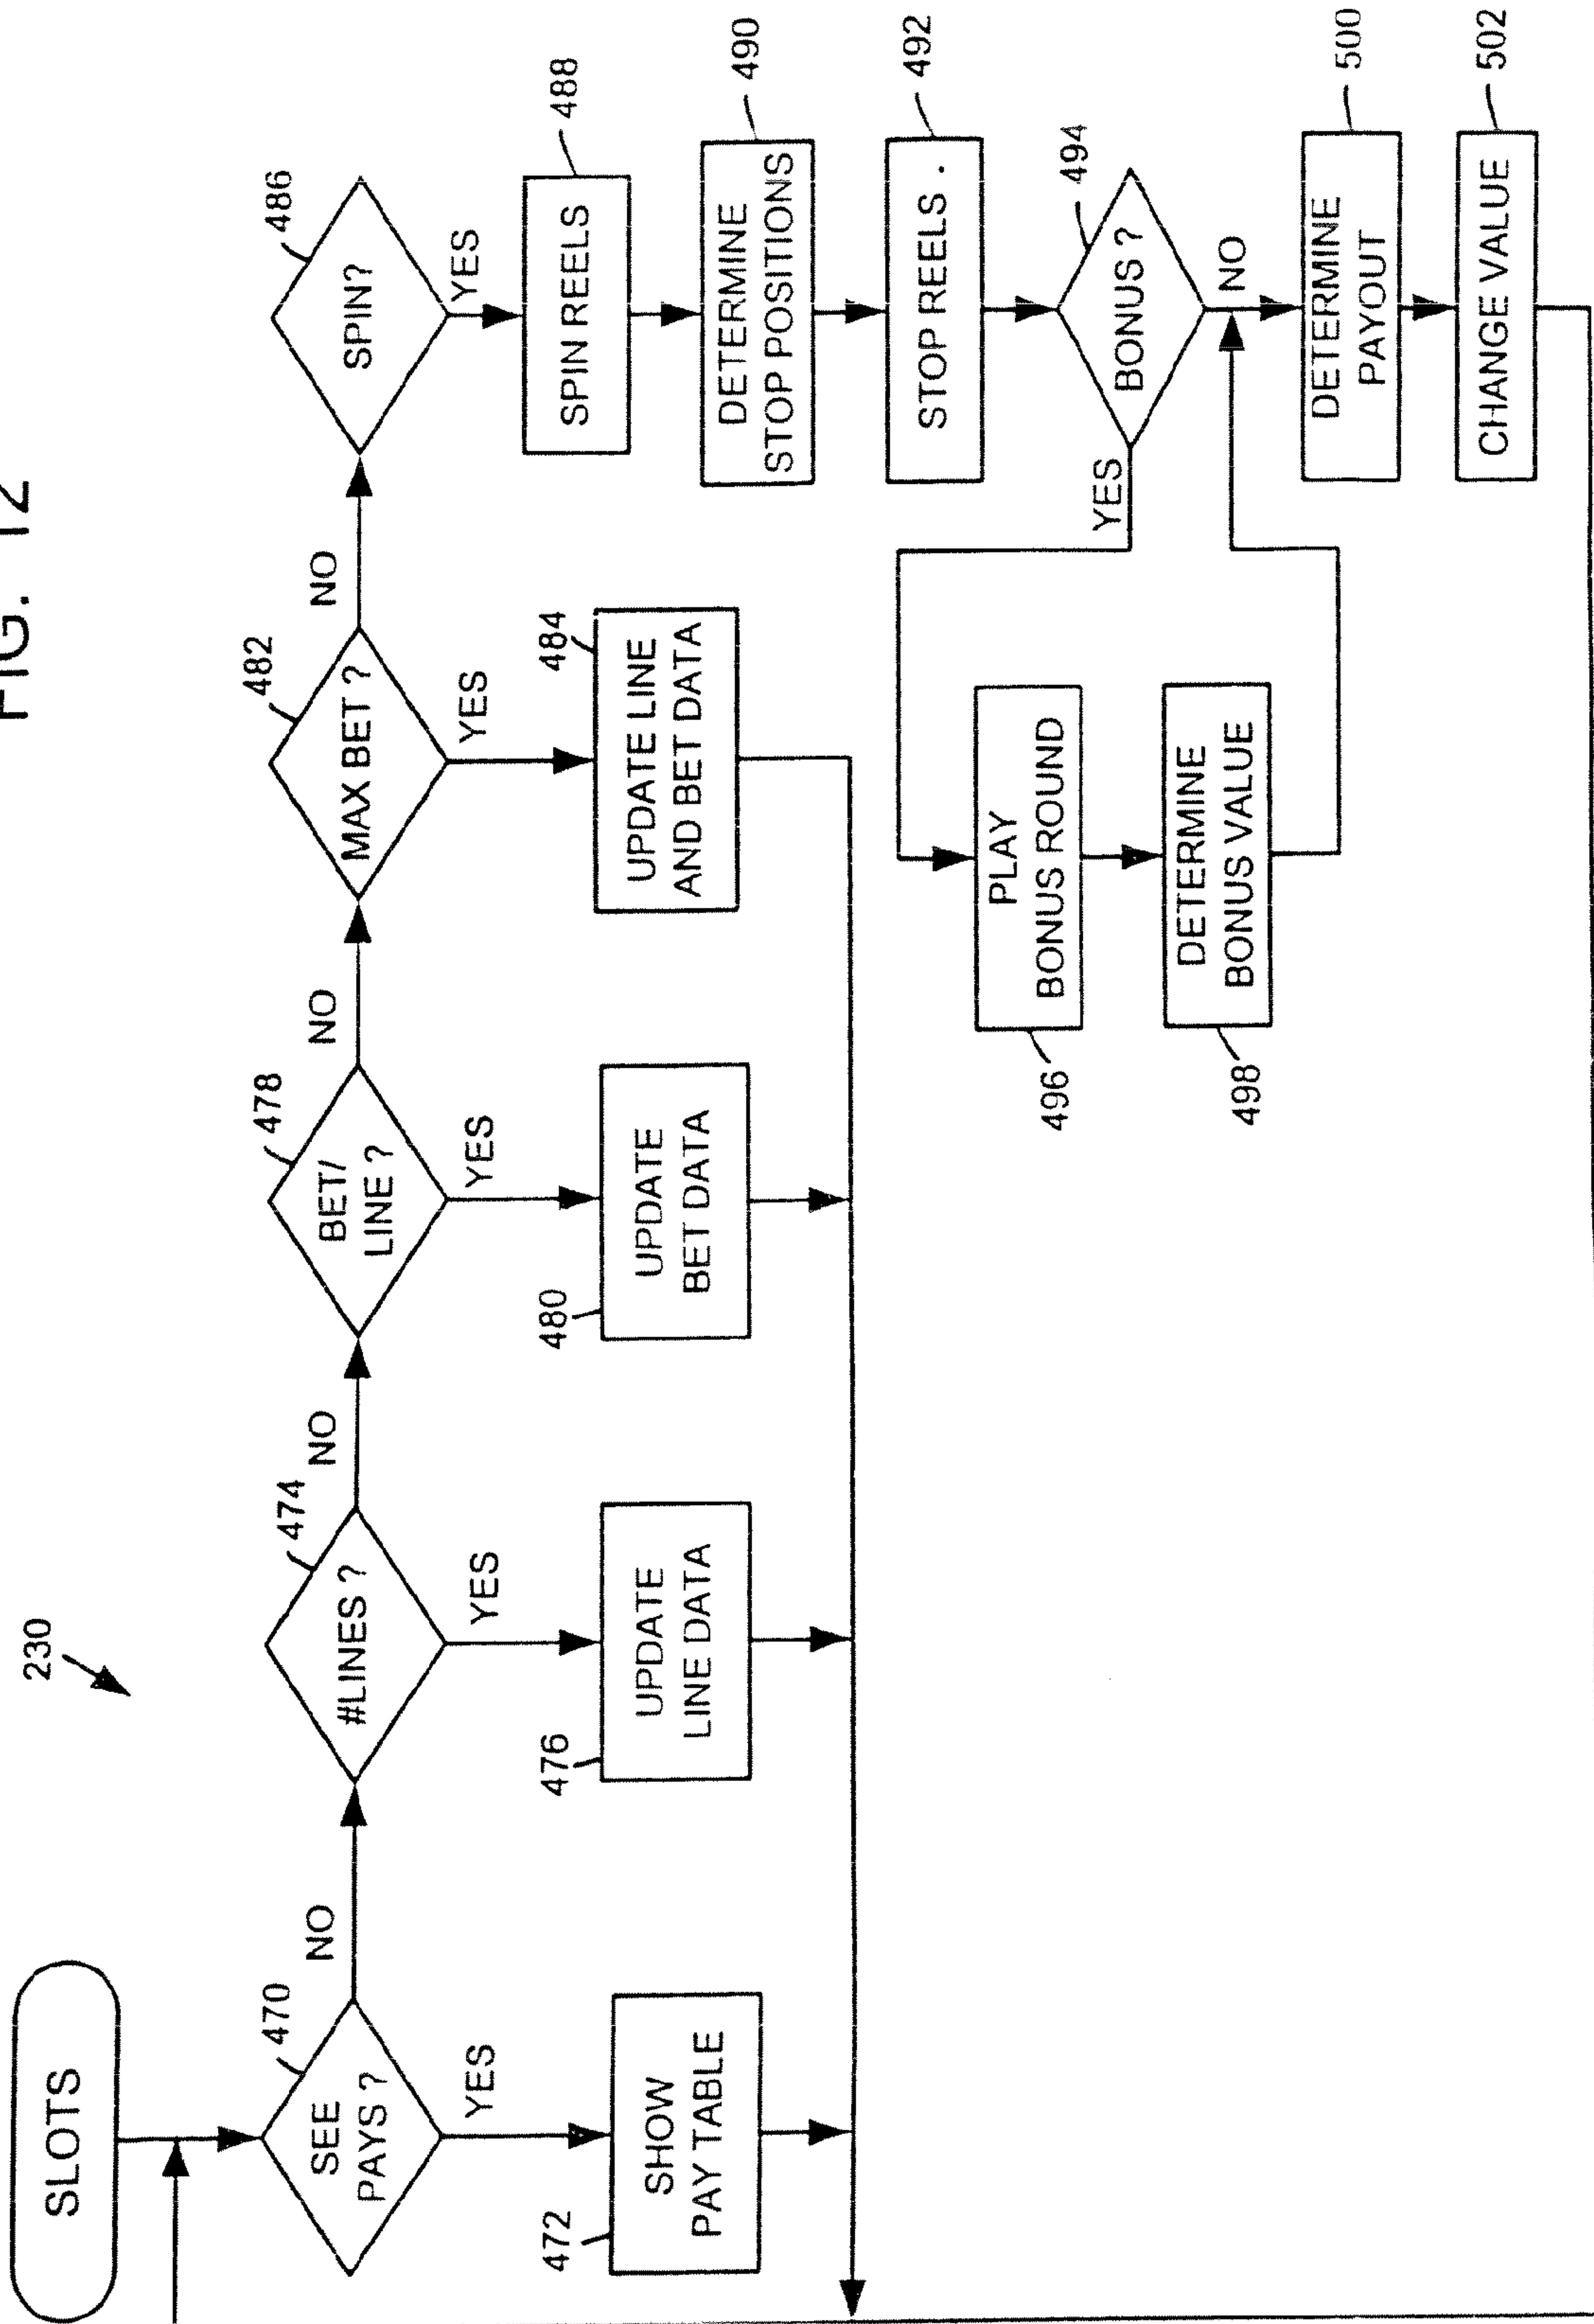 FIG. 12
230
SLOTS
470
SEE
PAYS ?
NO
YES
472
SHOW
PAY TABLE
474
#LINES ?
NO
YES
476
UPDATE
LINE DATA
478
BET/
LINE ?
NO
YES
480
UPDATE
BET DATA
482
MAX BET ?
NO
YES
484
UPDATE LINE
AND BET DATA
486
SPIN?
YES
488
SPIN REELS
490
DETERMINE
STOP POSITIONS
492
STOP REELS .
494
BONUS ?
YES
NO
496
PLAY
BONUS ROUND
498
DETERMINE
BONUS VALUE
500
DETERMINE
PAYOUT
502
CHANGE VALUE